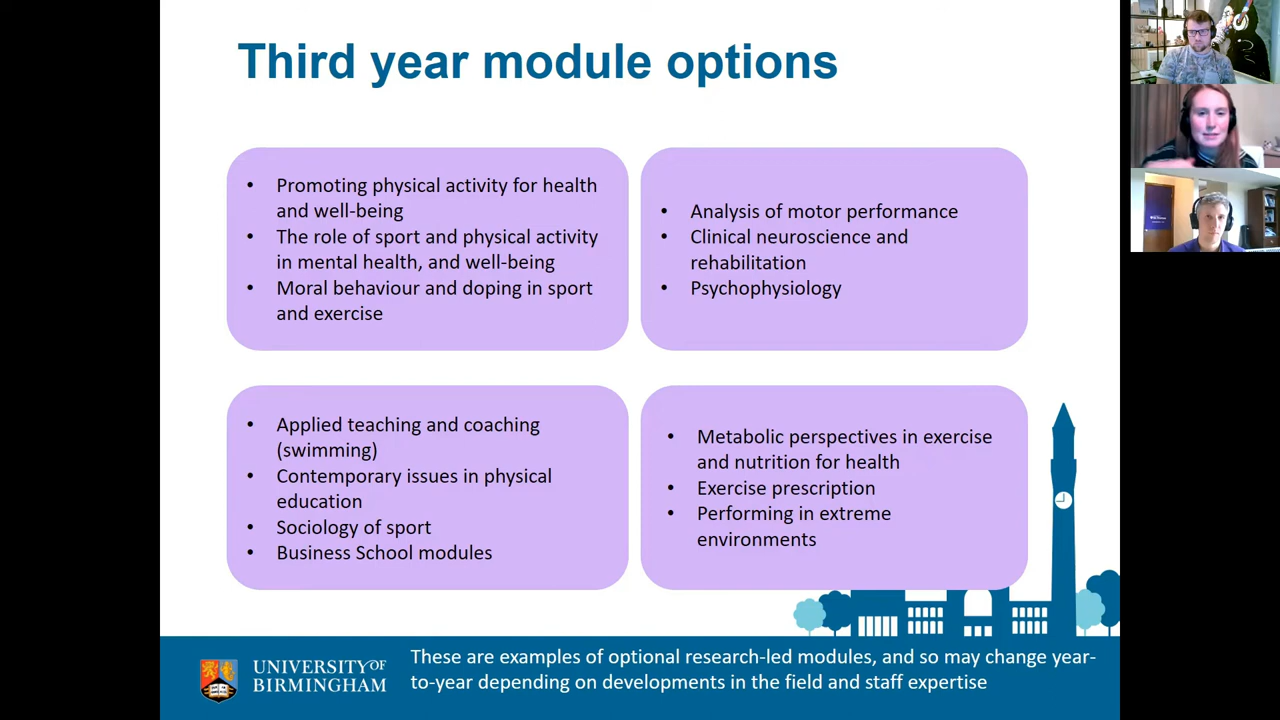 Third year module options
• Promoting physical activity for health
and well-being
• The role of sport and physical activity
in mental health, and well-being
• Moral behaviour and doping in sport
and exercise
• Analysis of motor performance
• Clinical neuroscience and
rehabilitation
• Psychophysiology
• Applied teaching and coaching
(swimming)
• Contemporary issues in physical
education
• Sociology of sport
• Business School modules
• Metabolic perspectives in exercise
and nutrition for health
• Exercise prescription
• Performing in extreme
environments
UNIVERSITY OF
BIRMINGHAM
These are examples of optional research-led modules, and so may change year-
to-year depending on developments in the field and staff expertise